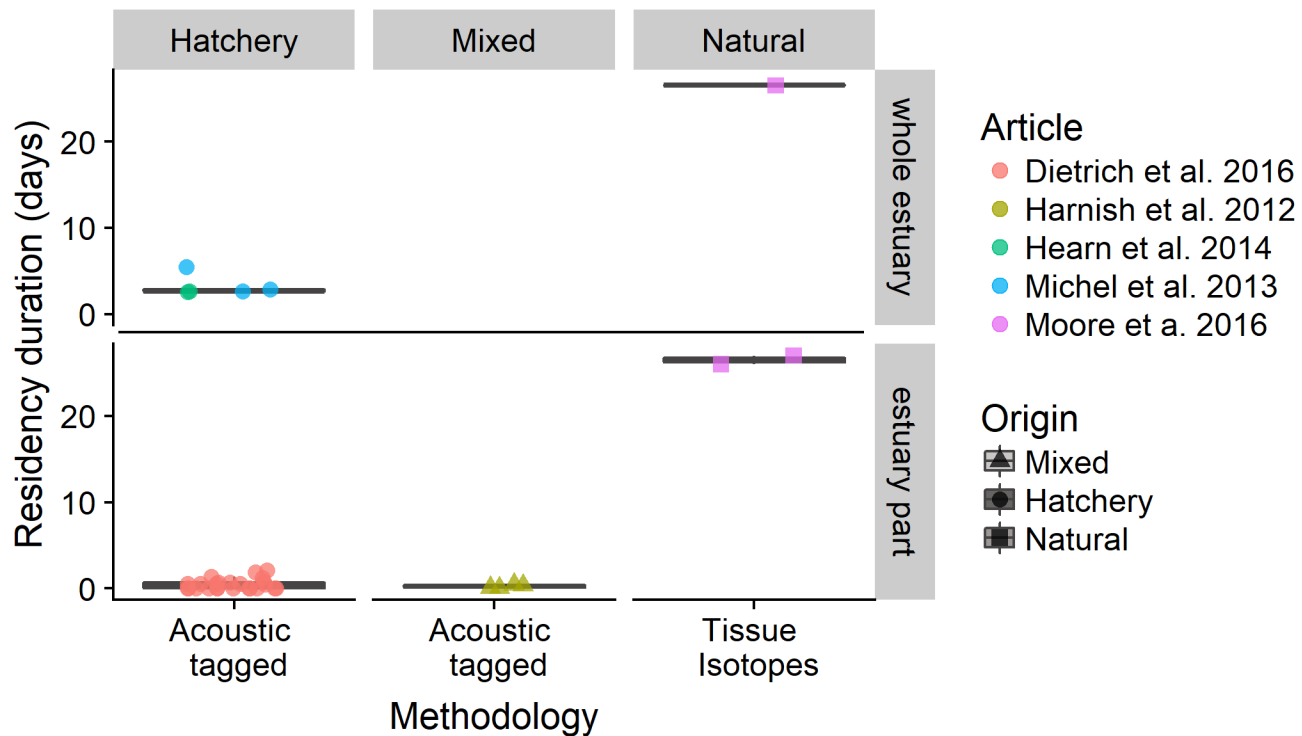 Hatchery
Mixed
Natural
Residency duration (days)
20
10
0
whole estuary
20
10
0
estuary part
Acoustic
tagged
Acoustic
tagged
Tissue
Isotopes
Methodology
Article
Dietrich et al. 2016
Harnish et al. 2012
Hearn et al. 2014
Michel et al. 2013
Moore et a. 2016
Origin
Mixed
Hatchery
Natural